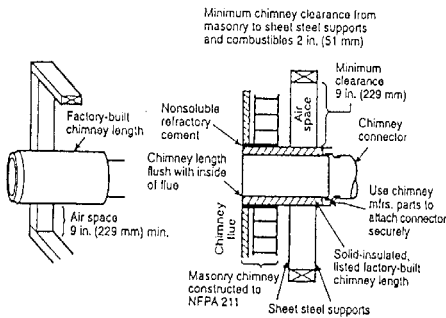 Minimum chimney clearance from
masonry to sheet steel supports
and combustibles 2 in. (51 mm)
Minimum
clearance
9 in. (229 mm)
Factory-built
chimney length
Air space
9 in. (229 mm) min.
Nonsoluble
refractory
cement
Air
space
Chimney
connector
Chimney length
flush with inside
of flue
Chimney
flue
Use chimney
mfrs. parts to
attach connector
securely
Solid-insulated,
listed factory-built
chimney length
Masonry chimney
constructed to
NFPA 211
Sheet steel supports